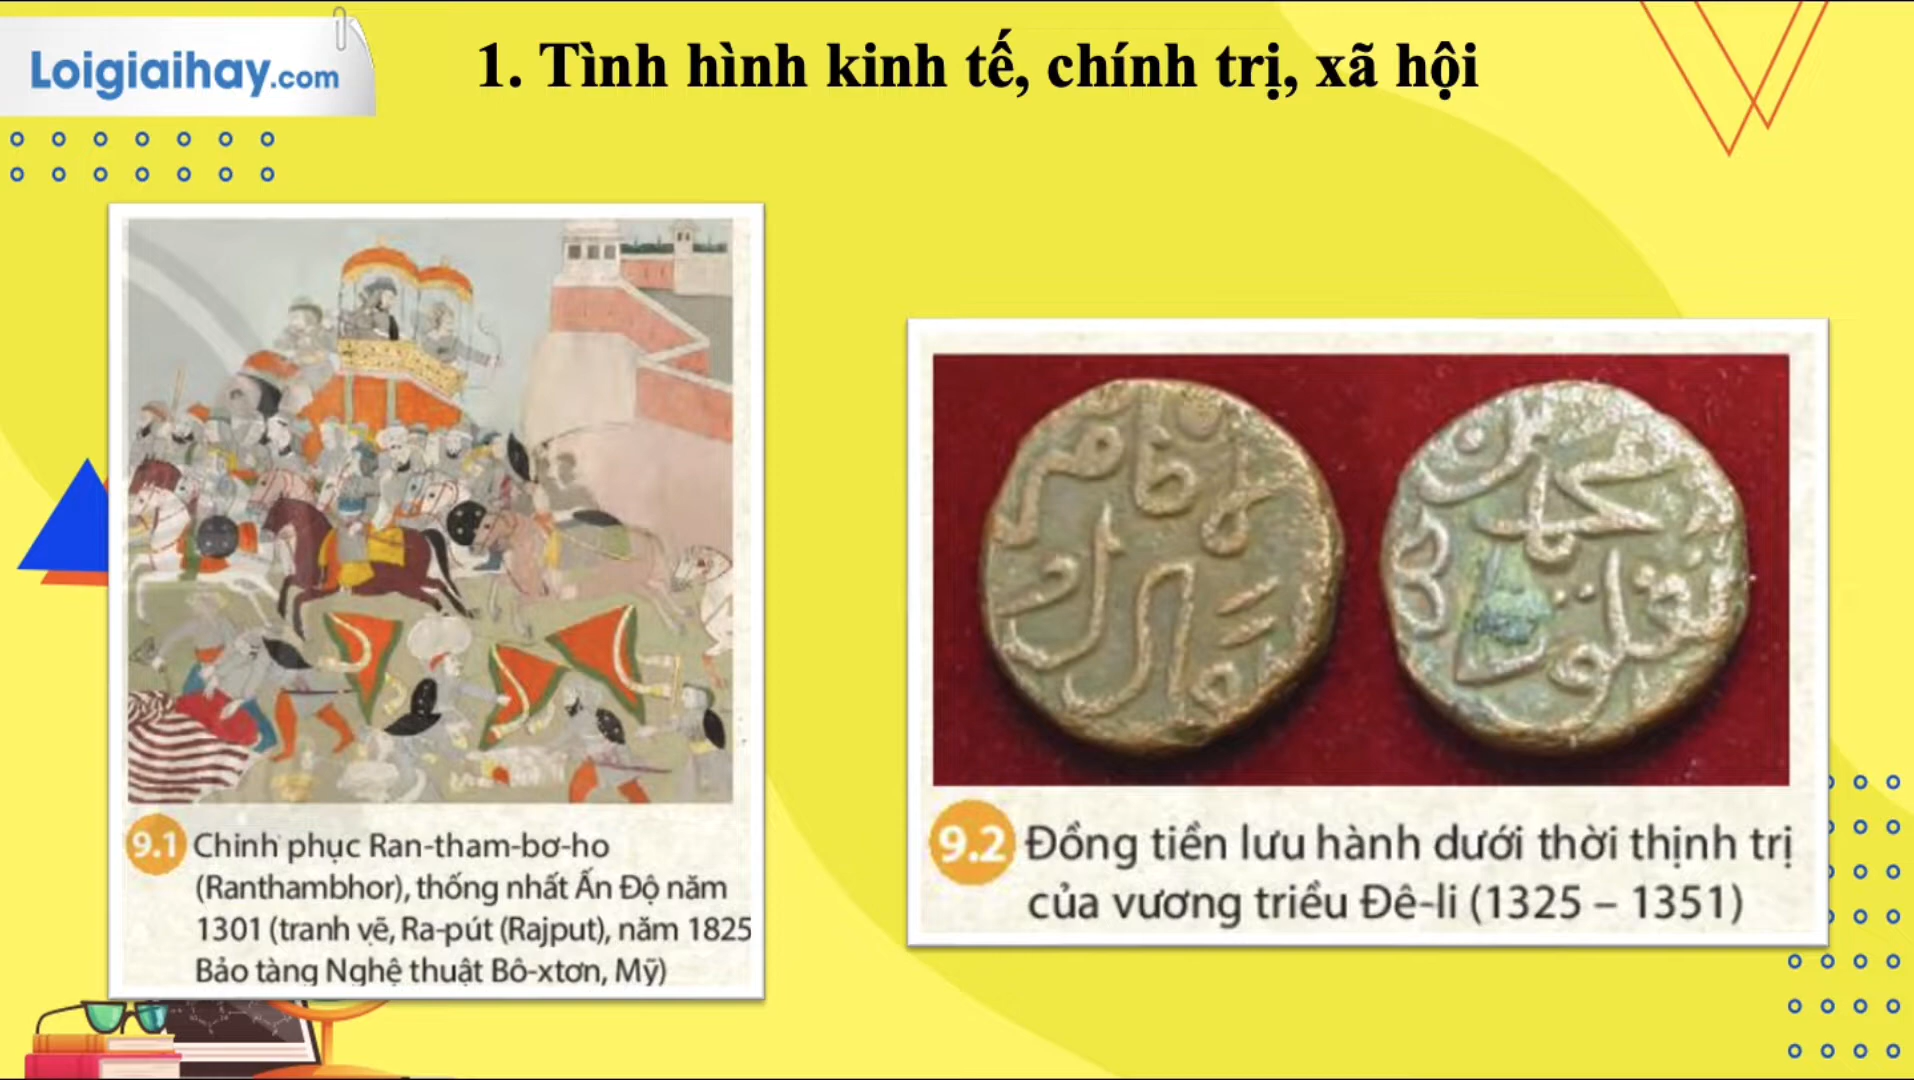 Loigiaihay.com
1. Tình hình kinh tế, chính trị, xã hội
9.1 Chinh phục Ran-tham-bơ-ho
(Ranthambhor), thống nhất Ấn Độ năm
1301 (tranh vẽ, Ra-pút (Rajput), năm 1825
Bảo tàng Nghệ thuật Bô-xtơn, Mỹ)
محمد بن
تغلق
9.2 Đồng tiền lưu hành dưới thời thịnh trị
của vương triều Đê-li (1325 – 1351)